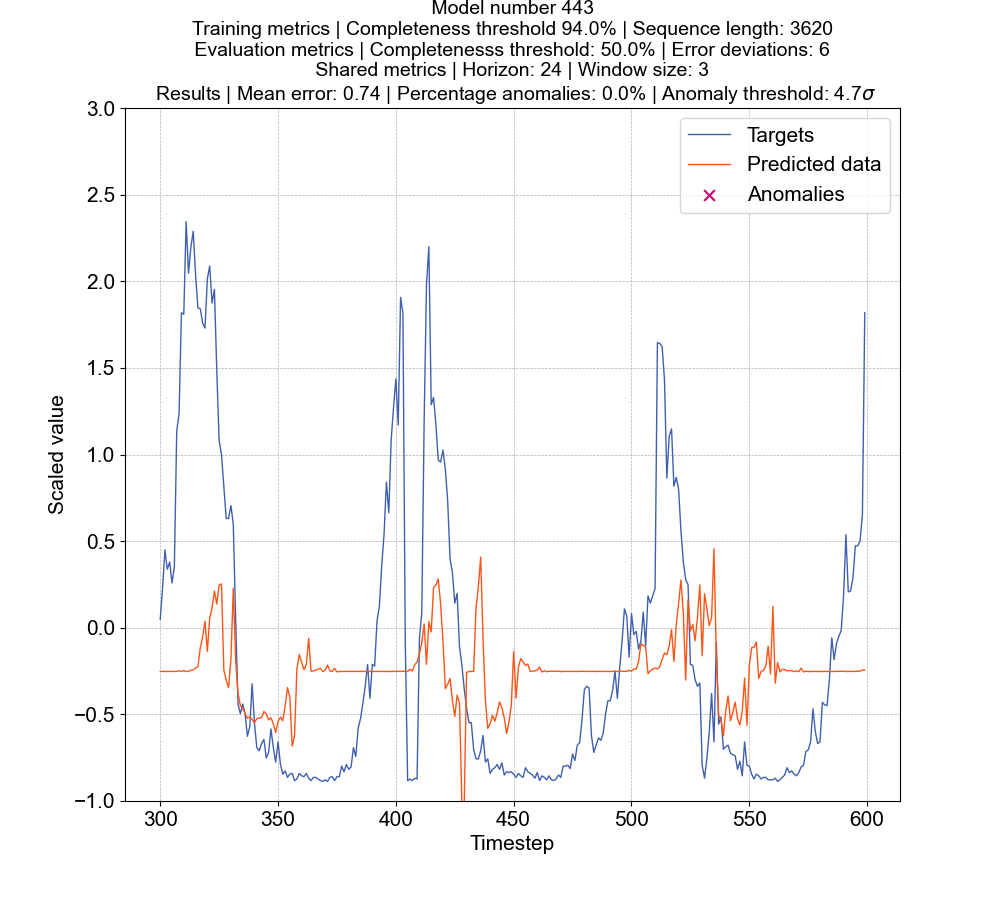 Model number 443
Training metrics | Completeness threshold 94.0% | Sequence length: 3620
Evaluation metrics | Completenesss threshold: 50.0% | Error deviations: 6
Shared metrics | Horizon: 24 | Window size: 3
Results | Mean error: 0.74 | Percentage anomalies: 0.0% | Anomaly threshold: 4.7σ
Targets
Predicted data
Anomalies
3.0
2.5
2.0
1.5
1.0
0.5
0.0
−0.5
−1.0
Scaled value
300 350 400 450 500 550 600
Timestep